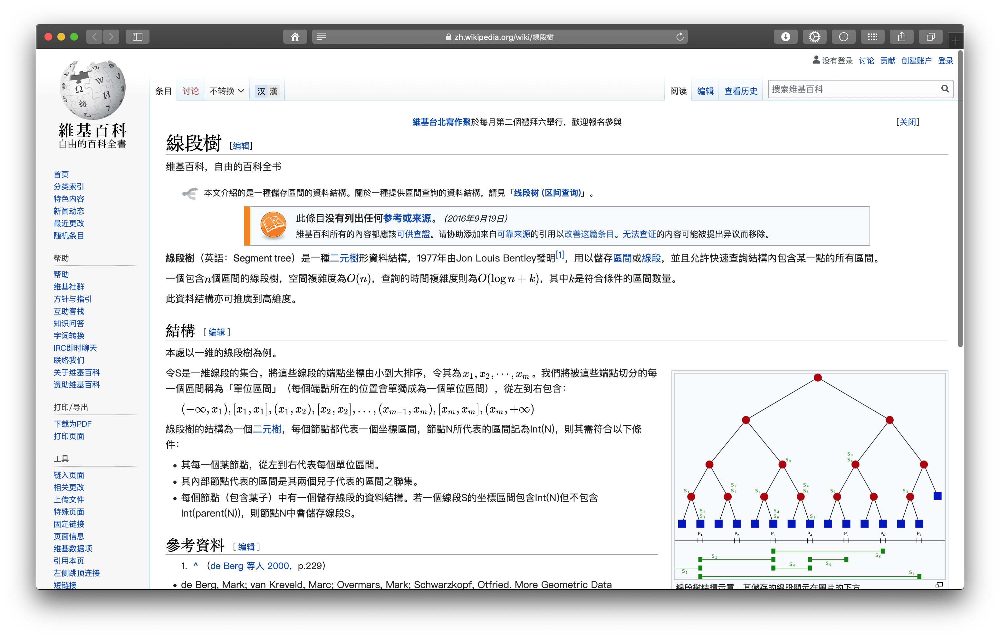 zh.wikipedia.org/wiki/線段樹
没有登录 讨论 贡献 创建账户 登录
条目 讨论 不转换 汉 漢 阅读 编辑 查看历史 搜索维基百科
維基百科
自由的百科全書
首页
分类索引
特色内容
新闻动态
最近更改
随机条目
帮助
帮助
维基社群
方针与指引
互助客栈
知识问答
字词转换
IRC即时聊天
联络我们
关于维基百科
资助维基百科
打印/导出
下载为PDF
打印页面
工具
链入页面
相关更改
上传文件
特殊页面
固定链接
页面信息
维基数据项
引用本页
左侧跳顶连接
短链接
維基台北寫作聚於每月第二個禮拜六舉行，歡迎報名參與 [关闭]
線段樹 [编辑]
维基百科，自由的百科全书
本文介紹的是一種儲存區間的資料結構。關於一種提供區間查詢的資料結構，請見「线段树 (区间查询)」。
此條目没有列出任何参考或来源。 (2016年9月19日)
維基百科所有的內容都應該可供查證。请协助添加来自可靠来源的引用以改善这篇条目。无法查证的内容可能被提出异议而移除。
線段樹（英語：Segment tree）是一種二元樹形資料結構，1977年由Jon Louis Bentley發明[1]，用以儲存區間或線段，並且允許快速查詢結構內包含某一點的所有區間。
一個包含n個區間的線段樹，空間複雜度為O(n)，查詢的時間複雜度則為O(log n + k)，其中k是符合條件的區間數量。
此資料結構亦可推廣到高維度。
結構 [ 编辑 ]
本處以一維的線段樹為例。
令S是一維線段的集合。將這些線段的端點坐標由小到大排序，令其為x₁, x₂, ⋯, xₘ 。我們將被這些端點切分的每
一個區間稱為「單位區間」（每個端點所在的位置會單獨成為一個單位區間），從左到右包含：
(−∞, x₁), [x₁, x₁], (x₁, x₂), [x₂, x₂], …, (xₘ₋₁, xₘ), [xₘ, xₘ], (xₘ, +∞)
線段樹的結構為一個二元樹，每個節點都代表一個坐標區間，節點N所代表的區間記為Int(N)，則其需符合以下條
件：
• 其每一個葉節點，從左到右代表每個單位區間。
• 其內部節點代表的區間是其兩個兒子代表的區間之聯集。
• 每個節點（包含葉子）中有一個儲存線段的資料結構。若一個線段S的坐標區間包含Int(N)但不包含
Int(parent(N))，則節點N中會儲存線段S。
參考資料 [ 编辑 ]
1. ^ （de Berg 等人 2000，p.229）
• de Berg, Mark; van Kreveld, Marc; Overmars, Mark; Schwarzkopf, Otfried. More Geometric Data
S₃
S₃
S₆
S₁
S₂
S₃
S₂
S₄
S₆
S₅
S₃
S₂
S₃
S₄
S₆
S₅
P₁ P₂ P₃ P₄ P₅ P₆ P₇
S₆
S₂
S₅
S₄
S₁
S₃
線段樹結構示意，其儲存的線段顯示在圖片的下方